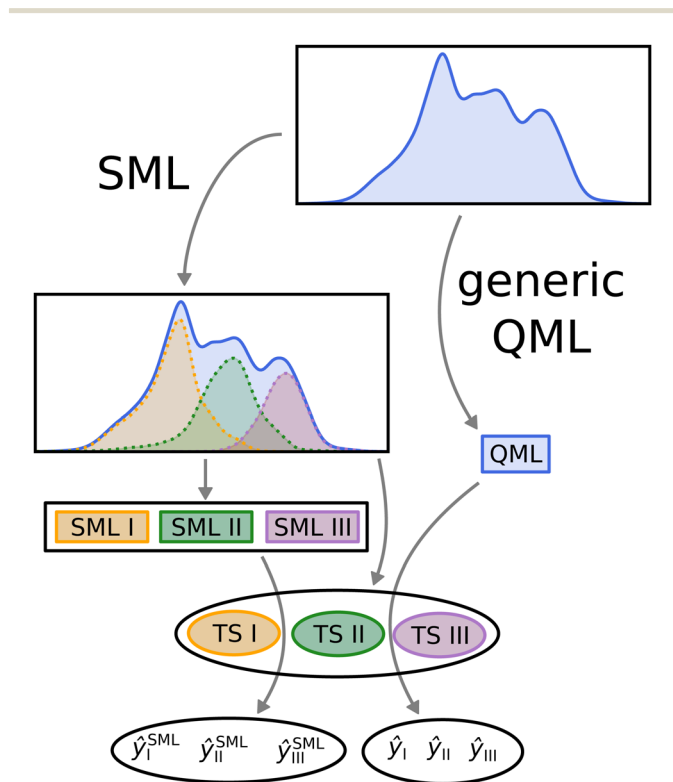 SML
generic
QML
QML
SML I SML II SML III
TS I TS II TS III
ŷ_I^SML ŷ_II^SML ŷ_III^SML ŷ_I ŷ_II ŷ_III